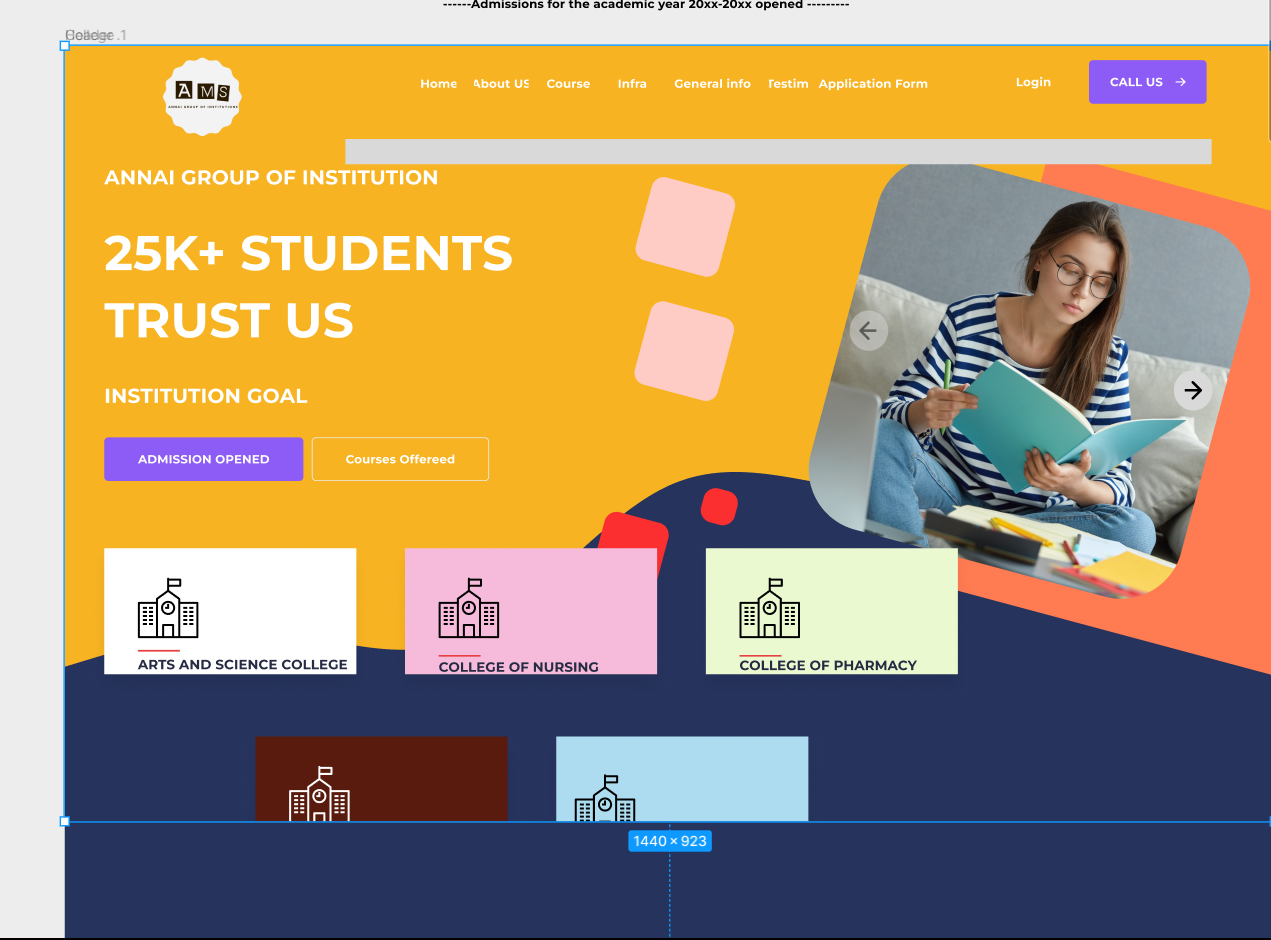 ------Admissions for the academic year 20xx-20xx opened ---------
AMS
ANNAI GROUP OF INSTITUTIONS
Home About US Course Infra General info Testim Application Form Login CALL US →
ANNAI GROUP OF INSTITUTION
25K+ STUDENTS
TRUST US
INSTITUTION GOAL
ADMISSION OPENED Courses Offereed
ARTS AND SCIENCE COLLEGE COLLEGE OF NURSING COLLEGE OF PHARMACY
1440 × 923